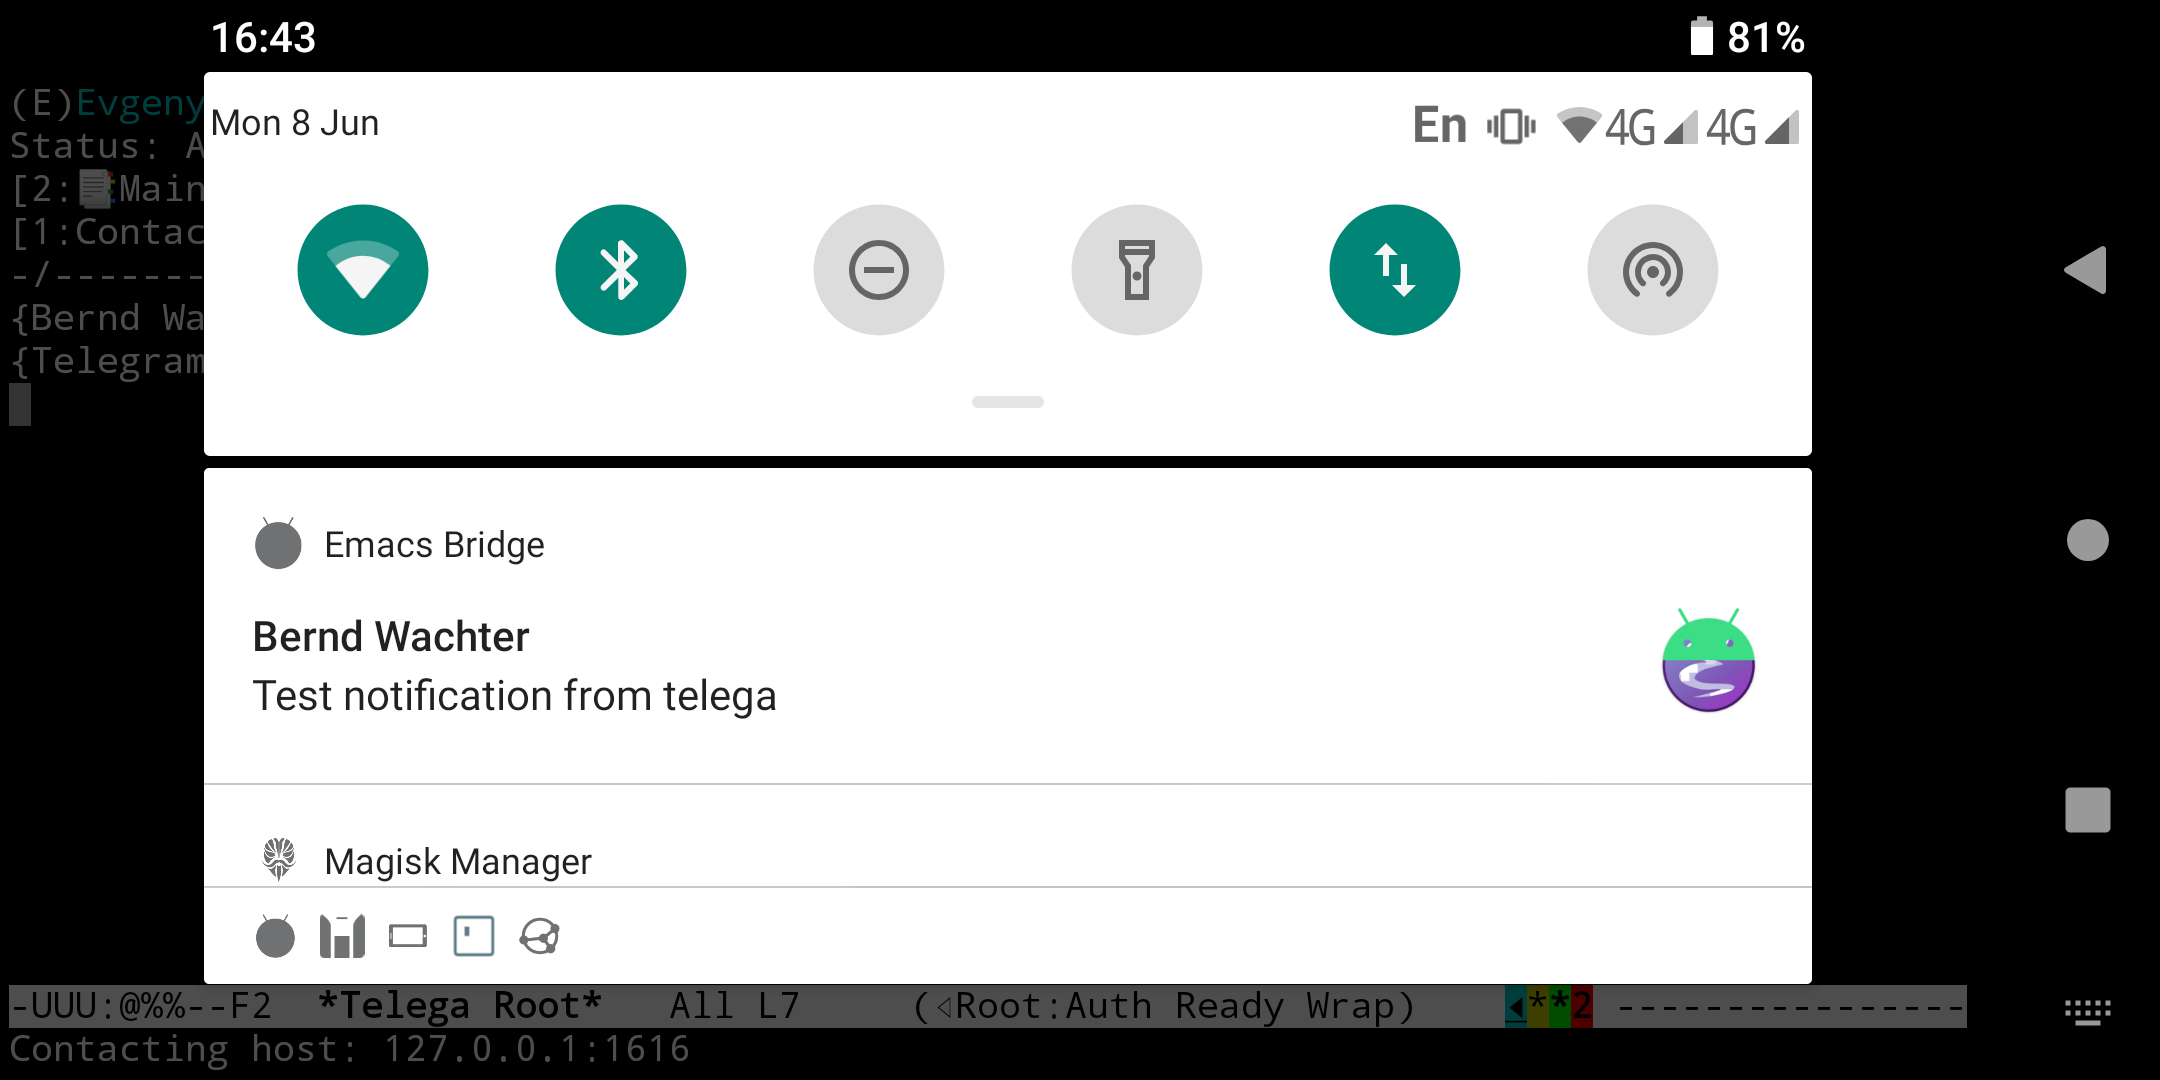 16:43 81%
(E)Evgeny
Mon 8 Jun En 4G 4G
Status: A
[2:📑Main
[1:Contac
-/-------
{Bernd Wa
{Telegram
Emacs Bridge
Bernd Wachter
Test notification from telega
Magisk Manager
-UUU:@%%--F2 *Telega Root* All L7 (◁Root:Auth Ready Wrap) ◀**2 ----------------
Contacting host: 127.0.0.1:1616